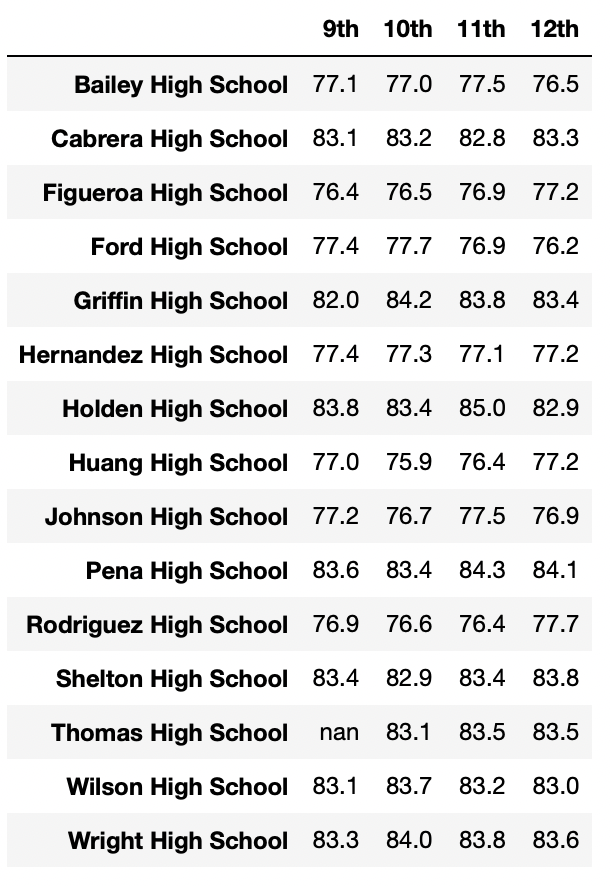 9th 10th 11th 12th
Bailey High School 77.1 77.0 77.5 76.5
Cabrera High School 83.1 83.2 82.8 83.3
Figueroa High School 76.4 76.5 76.9 77.2
Ford High School 77.4 77.7 76.9 76.2
Griffin High School 82.0 84.2 83.8 83.4
Hernandez High School 77.4 77.3 77.1 77.2
Holden High School 83.8 83.4 85.0 82.9
Huang High School 77.0 75.9 76.4 77.2
Johnson High School 77.2 76.7 77.5 76.9
Pena High School 83.6 83.4 84.3 84.1
Rodriguez High School 76.9 76.6 76.4 77.7
Shelton High School 83.4 82.9 83.4 83.8
Thomas High School nan 83.1 83.5 83.5
Wilson High School 83.1 83.7 83.2 83.0
Wright High School 83.3 84.0 83.8 83.6